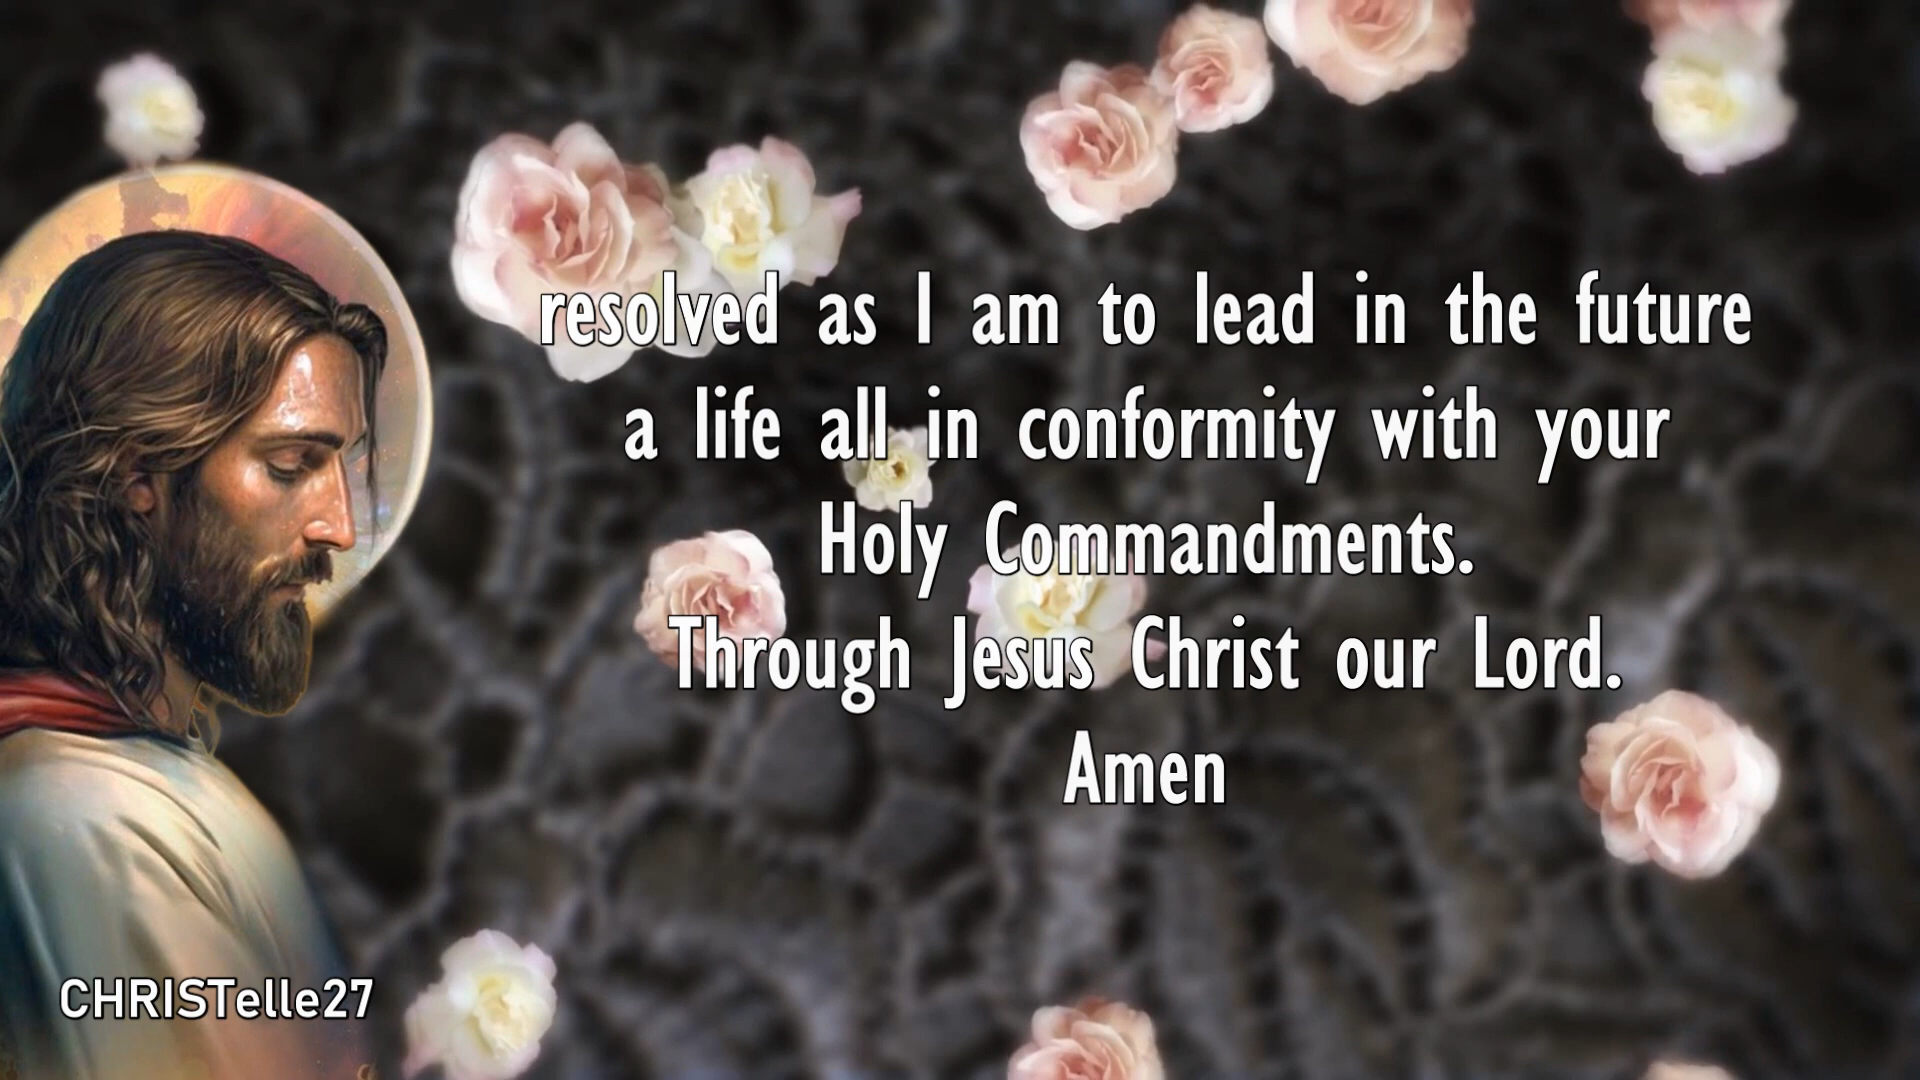 resolved as I am to lead in the future
a life all in conformity with your
Holy Commandments.
Through Jesus Christ our Lord.
Amen
CHRISTelle27